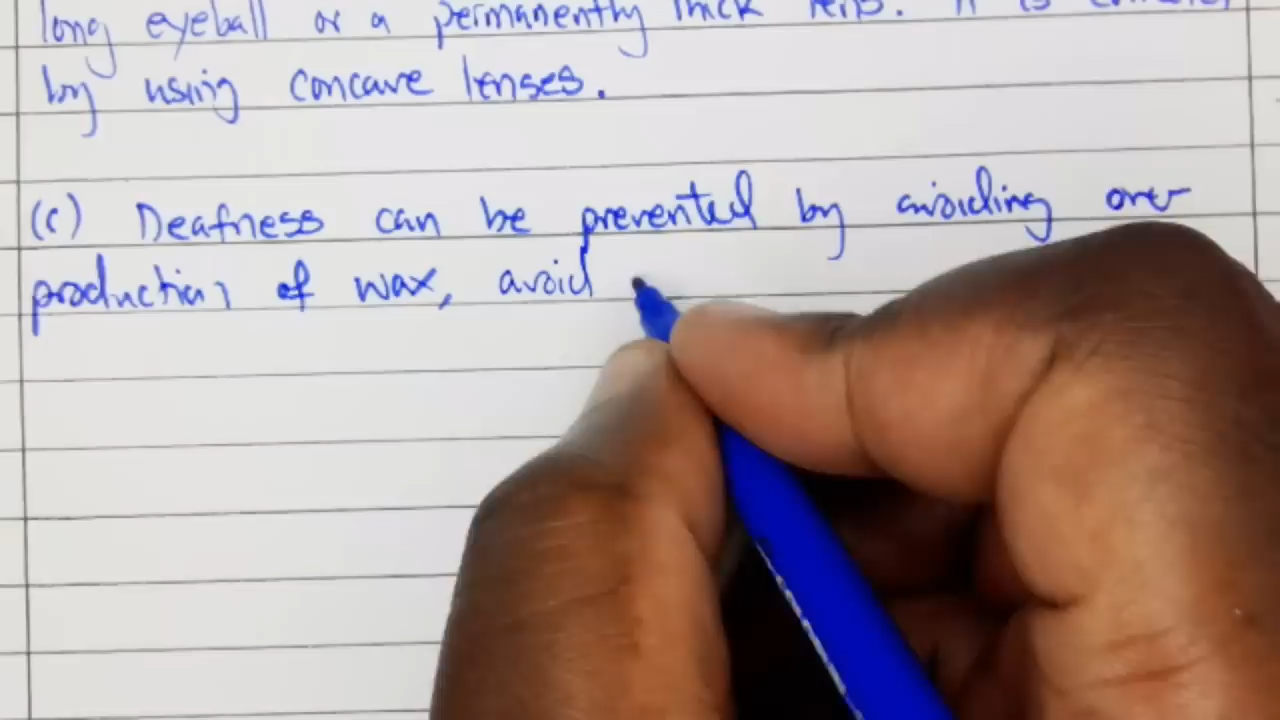 long eyeball or a permanently thick lens. It is
by using concave lenses.
(c) Deafness can be prevented by avoiding over
production of wax, avoid